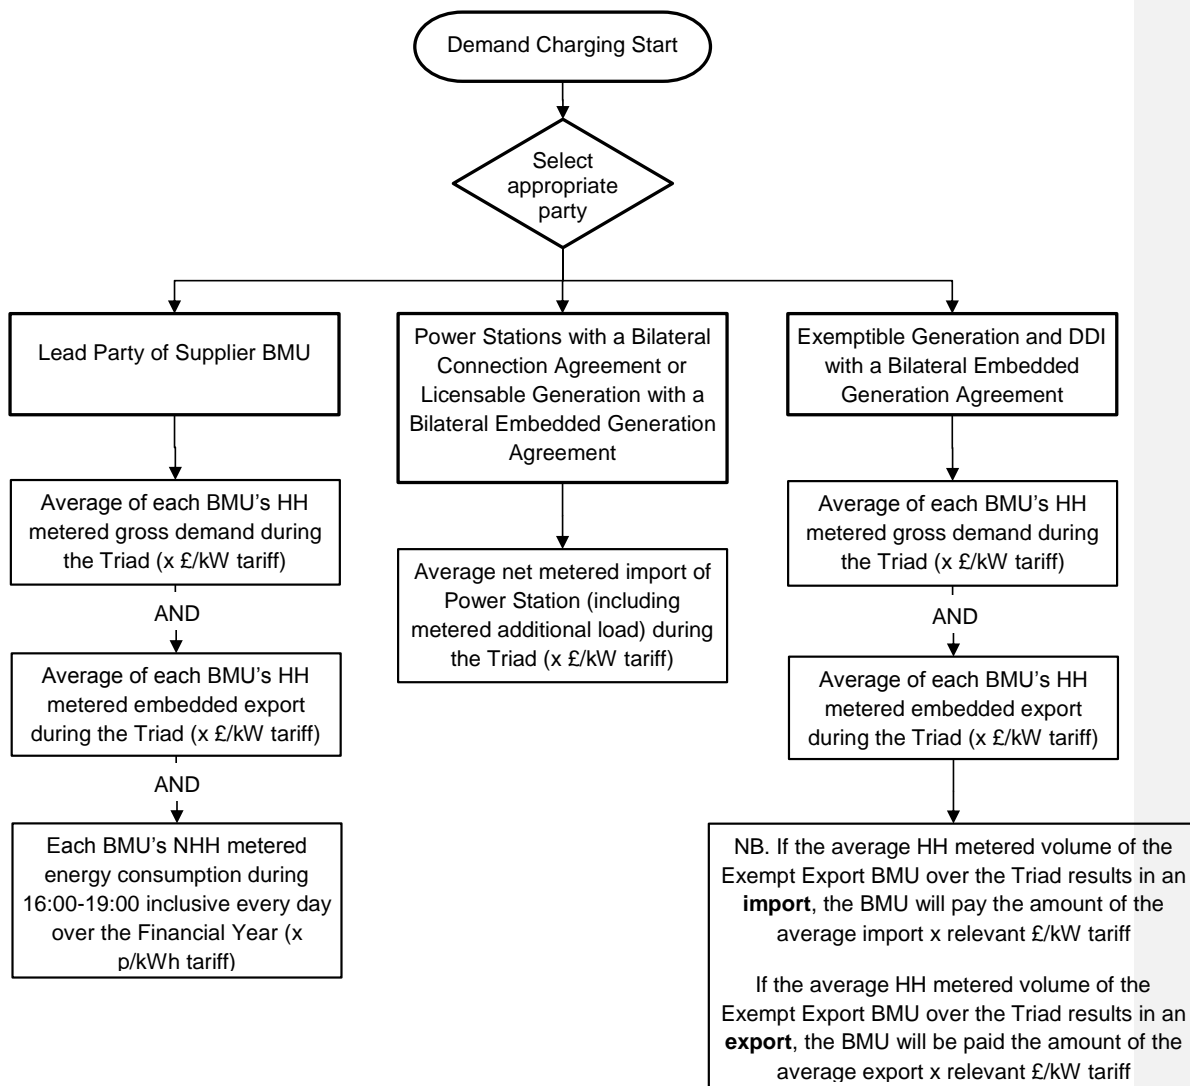 Demand Charging Start
Select
appropriate
party
Lead Party of Supplier BMU
Power Stations with a Bilateral
Connection Agreement or
Licensable Generation with a
Bilateral Embedded Generation
Agreement
Exemptible Generation and DDI
with a Bilateral Embedded
Generation Agreement
Average of each BMU's HH
metered gross demand during
the Triad (x £/kW tariff)
AND
Average of each BMU's HH
metered embedded export
during the Triad (x £/kW tariff)
AND
Each BMU's NHH metered
energy consumption during
16:00-19:00 inclusive every day
over the Financial Year (x
p/kWh tariff)
Average net metered import of
Power Station (including
metered additional load) during
the Triad (x £/kW tariff)
Average of each BMU's HH
metered gross demand during
the Triad (x £/kW tariff)
AND
Average of each BMU's HH
metered embedded export
during the Triad (x £/kW tariff)
NB. If the average HH metered volume of the
Exempt Export BMU over the Triad results in an
import, the BMU will pay the amount of the
average import x relevant £/kW tariff
If the average HH metered volume of the
Exempt Export BMU over the Triad results in an
export, the BMU will be paid the amount of the
average export x relevant £/kW tariff